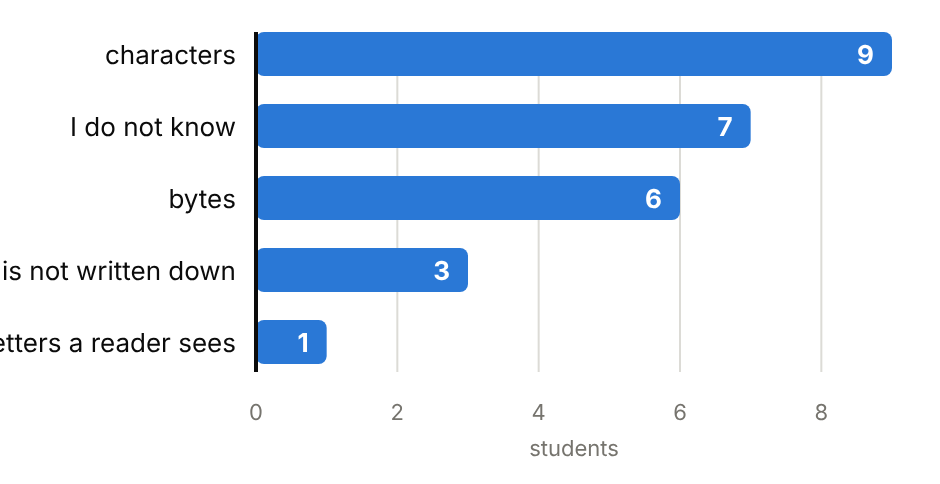 characters
9
I do not know
7
bytes
6
is not written down
3
a reader sees
1
0 2 4 6 8
students